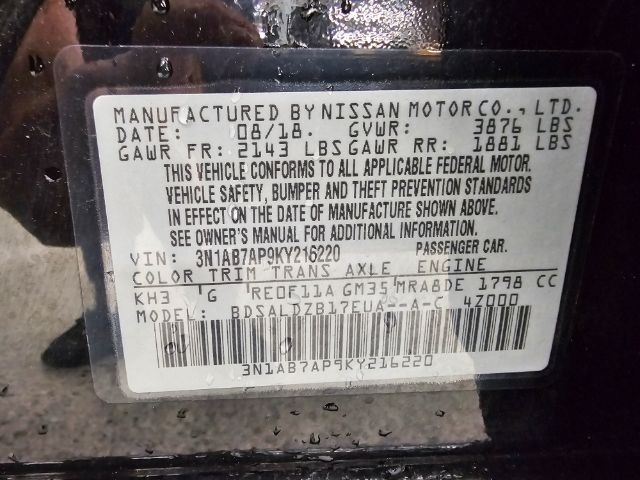 MANUFACTURED BY NISSAN MOTOR CO., LTD.
DATE: 08/18. GVWR: 3876 LBS
GAWR FR: 2143 LBS GAWR RR: 1881 LBS
THIS VEHICLE CONFORMS TO ALL APPLICABLE FEDERAL MOTOR.
VEHICLE SAFETY, BUMPER AND THEFT PREVENTION STANDARDS
IN EFFECT ON THE DATE OF MANUFACTURE SHOWN ABOVE.
SEE OWNER'S MANUAL FOR ADDITIONAL INFORMATION.
VIN: 3N1AB7AP9KY216220 PASSENGER CAR.
COLOR TRIM TRANS AXLE ENGINE
KH3 G RE0F11A GM35 MRA8DE 1798 CC
MODEL: BDSALDZB17EUA--A-C 4Z000
3N1AB7AP9KY216220